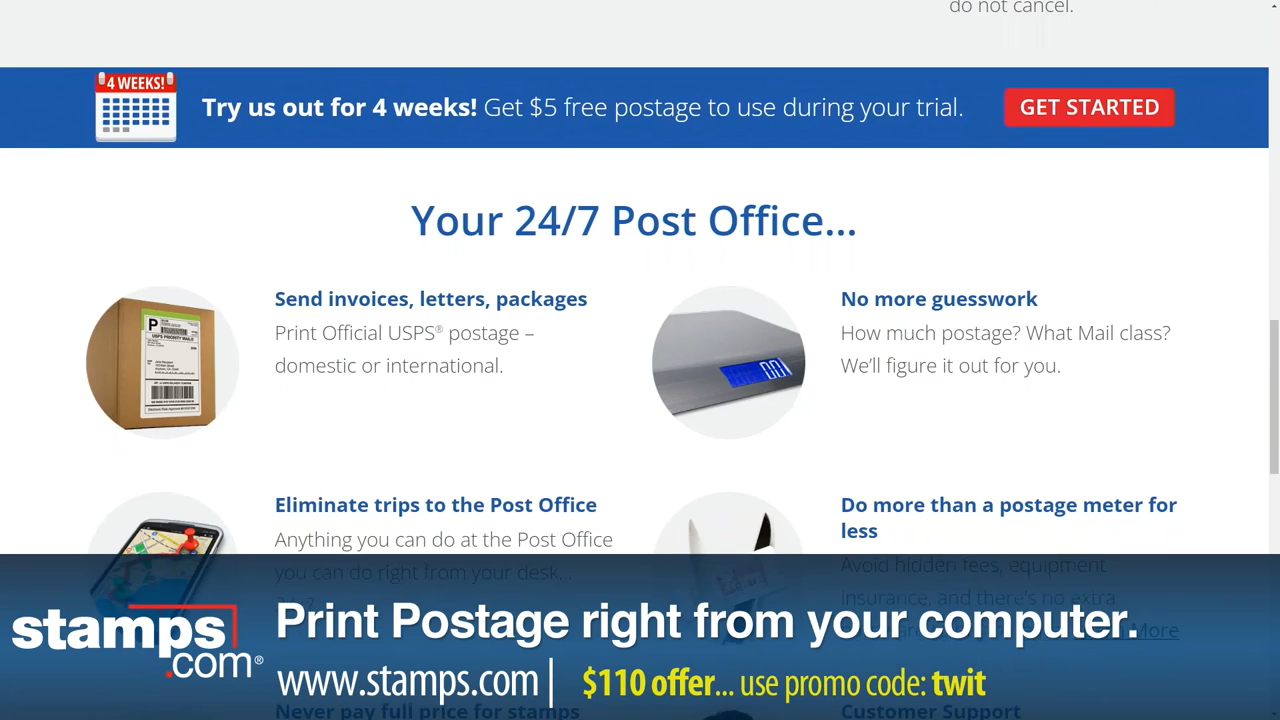 do not cancel.
4 WEEKS!
Try us out for 4 weeks! Get $5 free postage to use during your trial.
GET STARTED
Your 24/7 Post Office...
Send invoices, letters, packages
Print Official USPS® postage –
domestic or international.
No more guesswork
How much postage? What Mail class?
We'll figure it out for you.
P
USPS PRIORITY MAIL
Eliminate trips to the Post Office
Anything you can do at the Post Office
you can do right from your desk...
Do more than a postage meter for
less
Avoid hidden fees, equipment
insurance, and there's no extra
More
stamps
.com®
Print Postage right from your computer.
www.stamps.com
$110 offer... use promo code: twit
Never pay full price for stamps
Customer Support